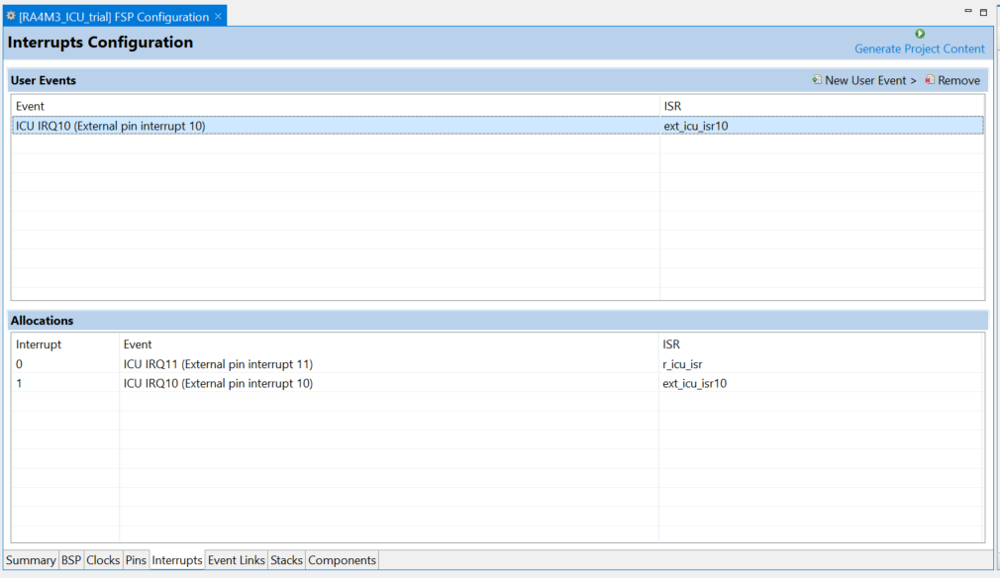 [RA4M3_ICU_trial] FSP Configuration
Interrupts Configuration
Generate Project Content
User Events New User Event > Remove
Event ISR
ICU IRQ10 (External pin interrupt 10) ext_icu_isr10
Allocations
Interrupt Event ISR
0 ICU IRQ11 (External pin interrupt 11) r_icu_isr
1 ICU IRQ10 (External pin interrupt 10) ext_icu_isr10
Summary BSP Clocks Pins Interrupts Event Links Stacks Components